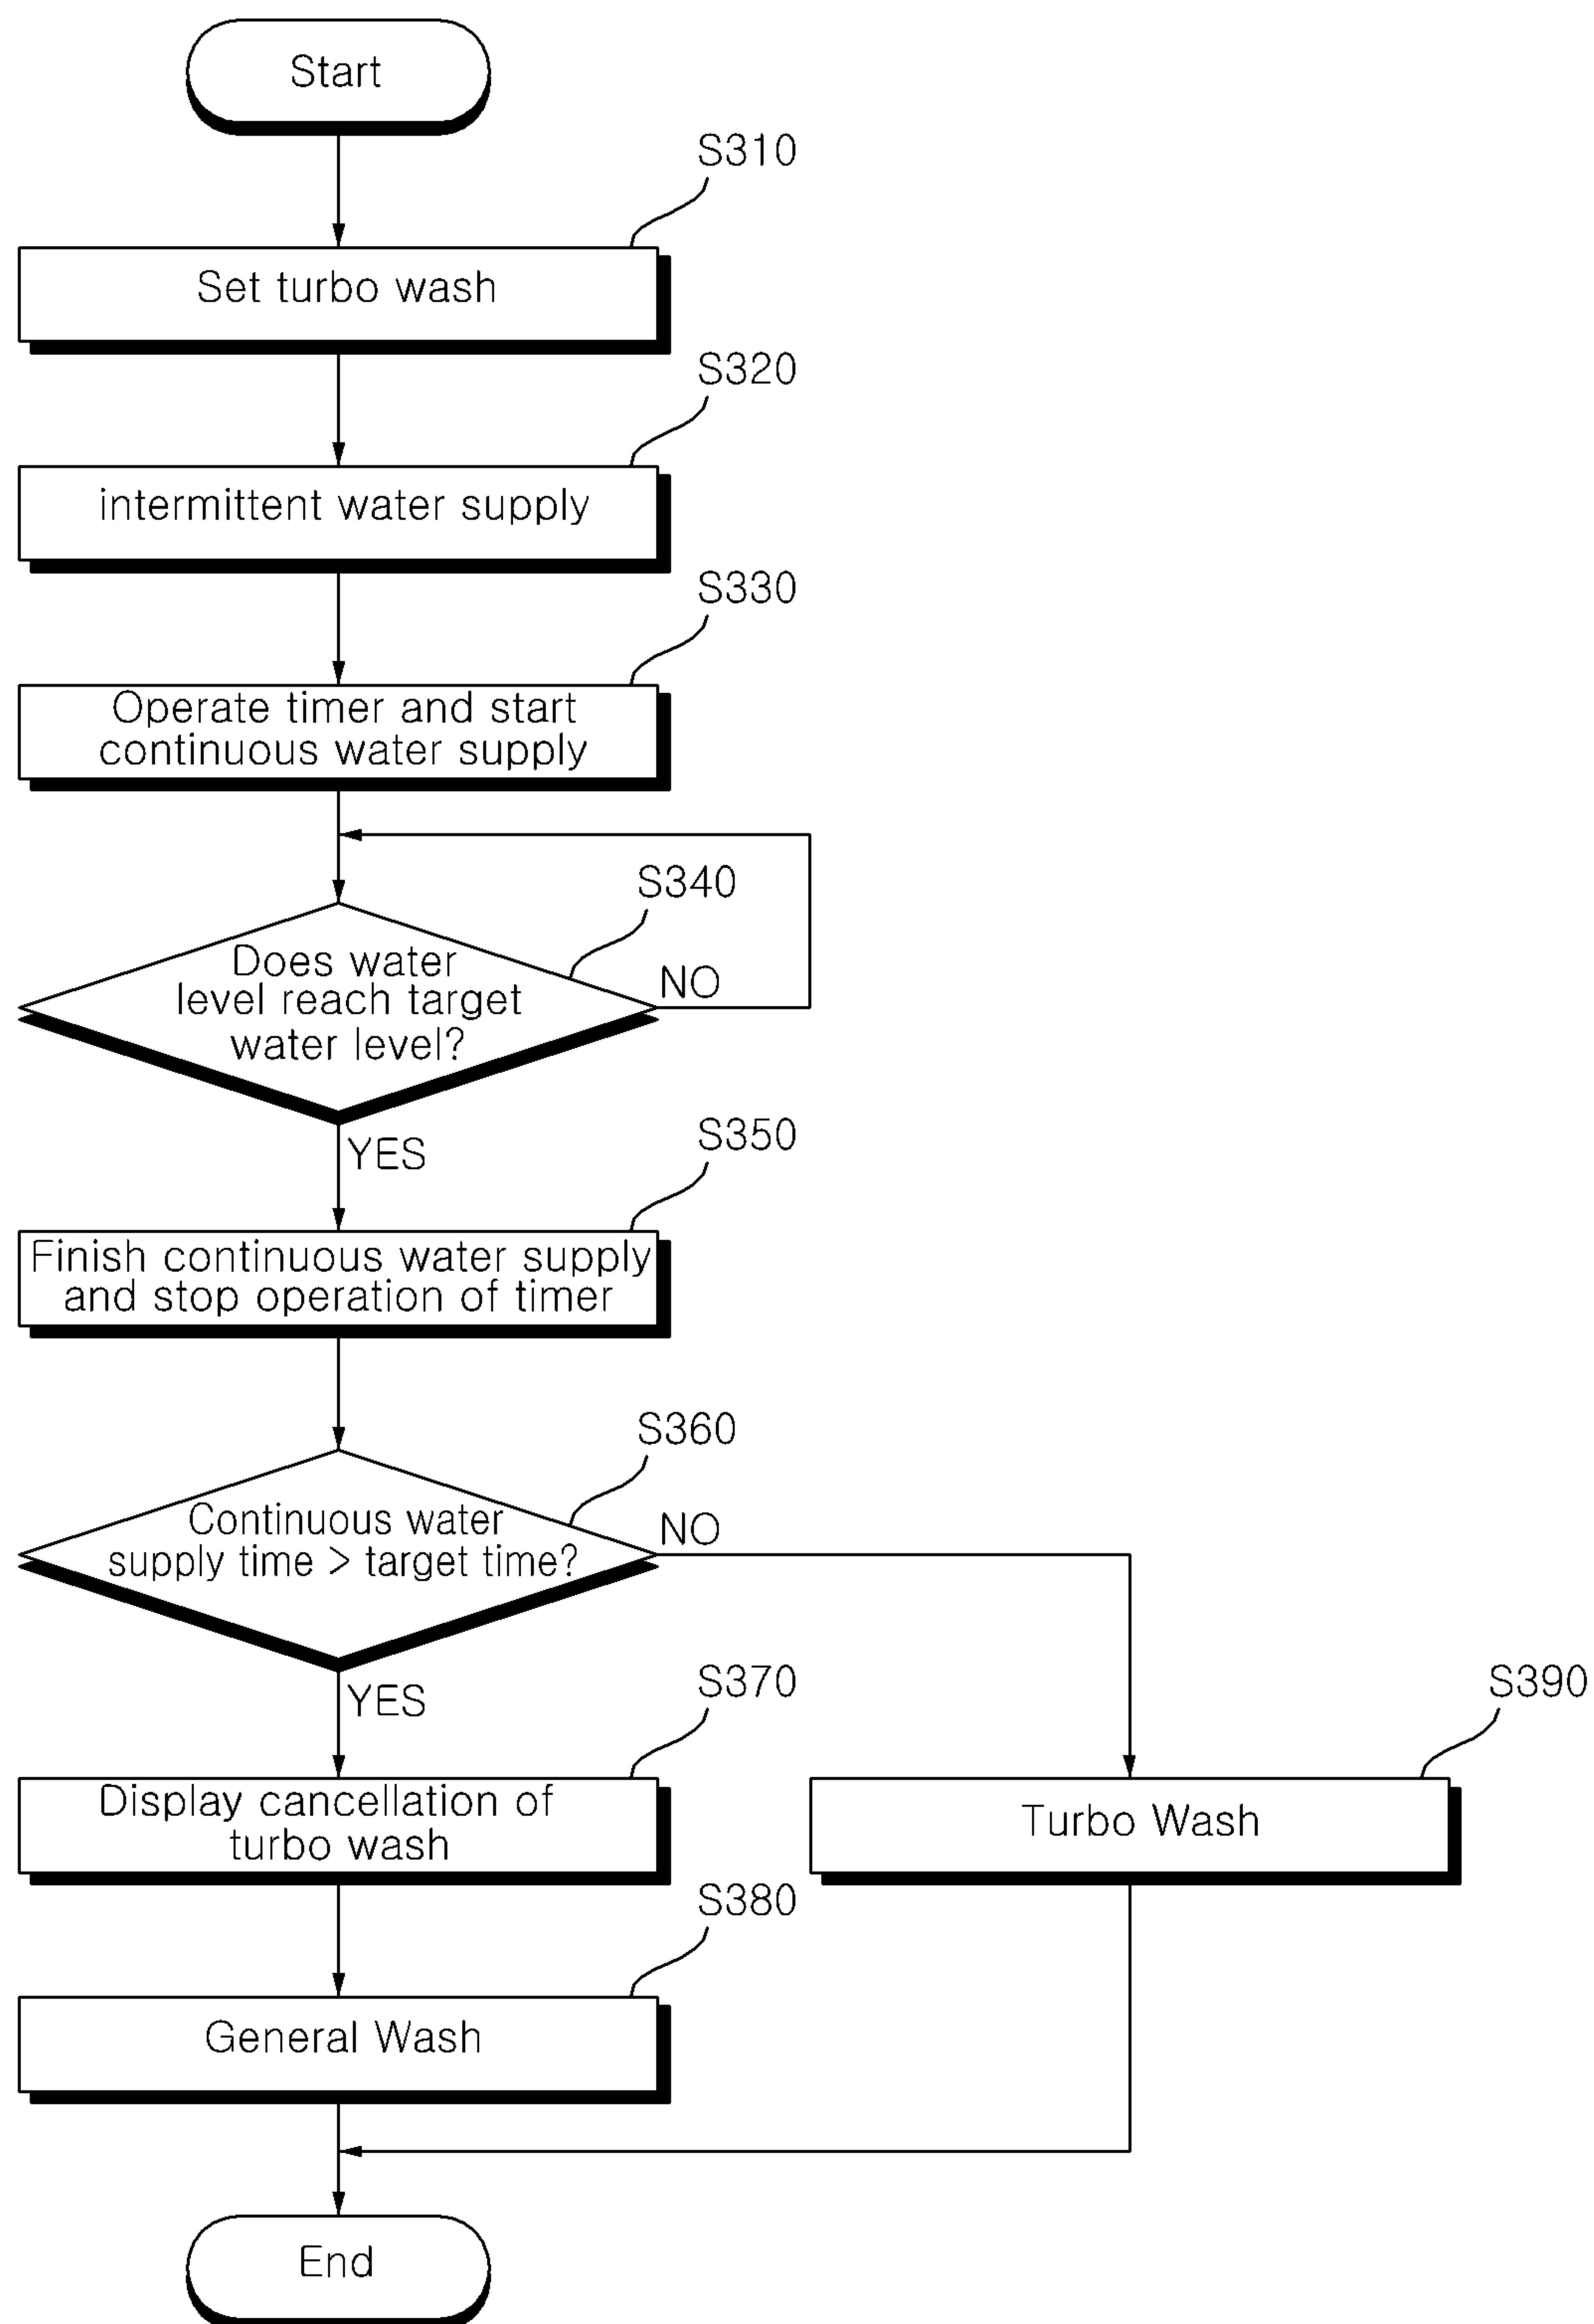 Start
S310
Set turbo wash
S320
intermittent water supply
S330
Operate timer and start
continuous water supply
S340
Does water
level reach target
water level?
NO
YES
S350
Finish continuous water supply
and stop operation of timer
S360
Continuous water
supply time > target time?
NO
YES
S370
Display cancellation of
turbo wash
S390
Turbo Wash
S380
General Wash
End